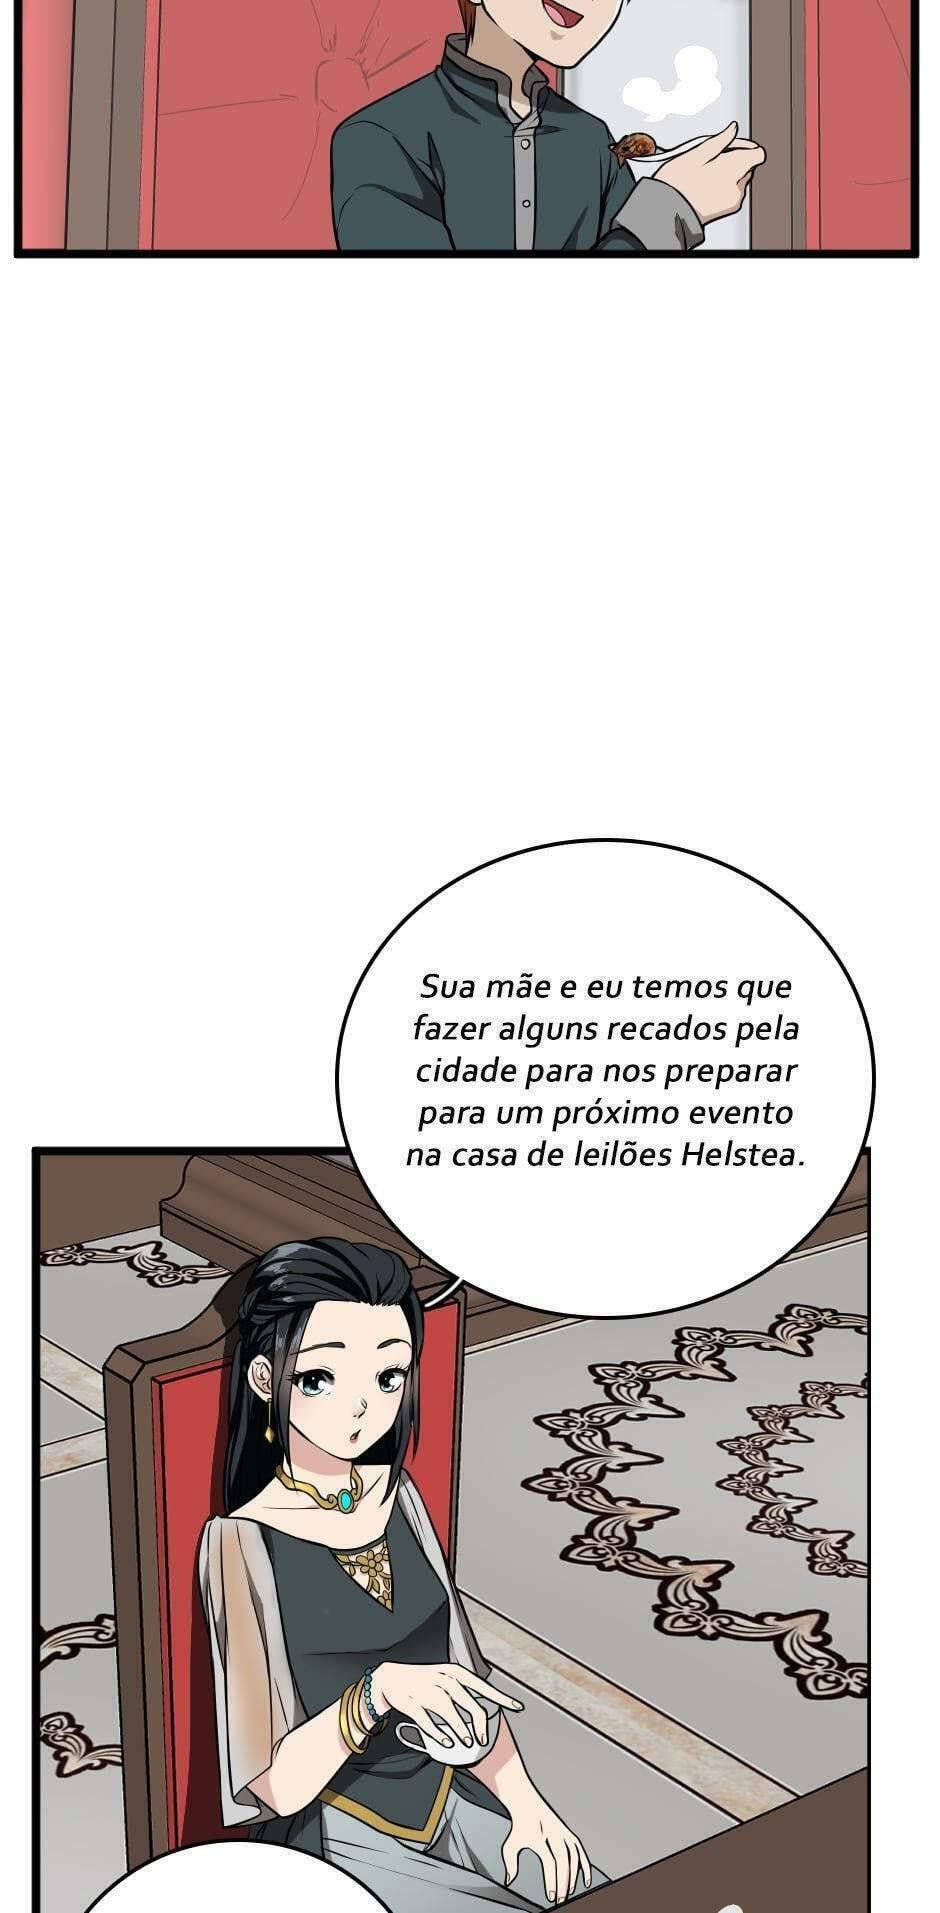 Sua mãe e eu temos que
fazer alguns recados pela
cidade para nos preparar
para um próximo evento
na casa de leilões Helstea.